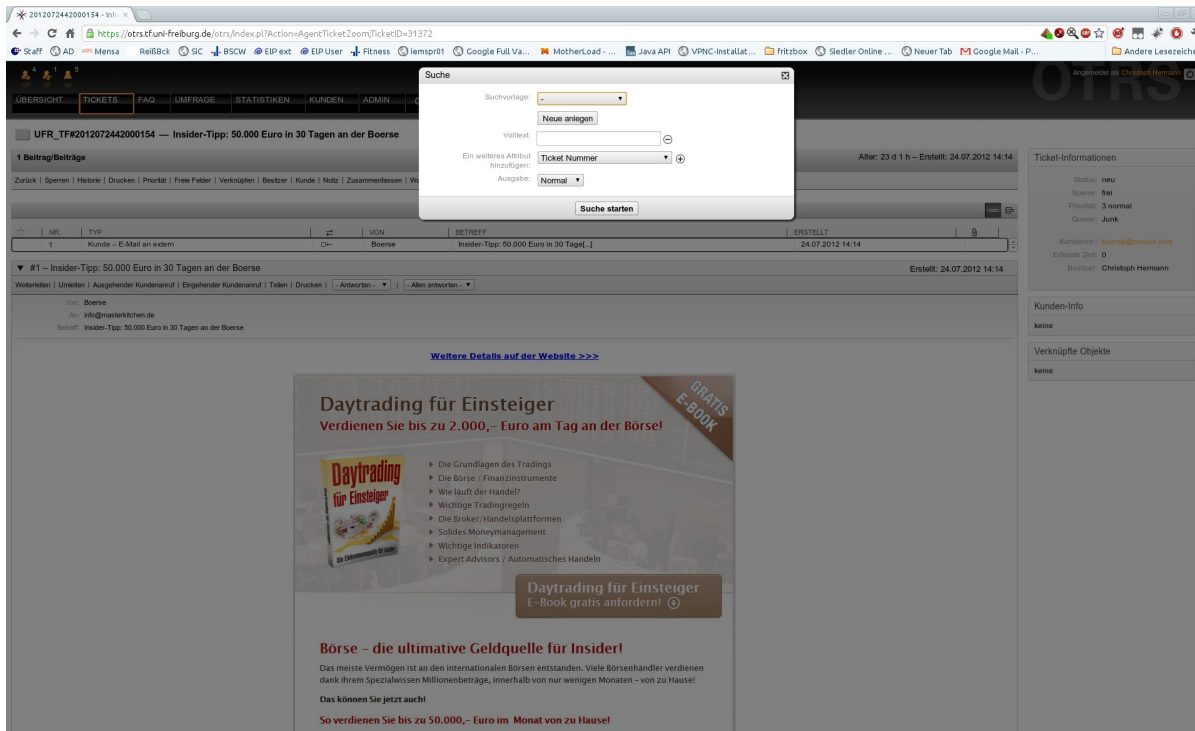 2012072442000154 - Inh
https://otrs.tf.uni-freiburg.de/otrs/index.pl?Action=AgentTicketZoom;TicketID=31372
Staff AD Mensa ReißBck SiC BSCW ElP ext ElP User Fitness iemspr01 Google Full Va... MotherLoad - ... Java API VPNC-Installat... fritzbox Siedler Online ... Neuer Tab Google Mail - P... Andere Lesezeiche
4 1 5
Angemeldet als Christoph Hermann
OTRS
ÜBERSICHT TICKETS FAQ UMFRAGE STATISTIKEN KUNDEN ADMIN
Suche
Suchvorlage: -
Neue anlegen
Volltext:
Ein weiteres Attribut hinzufügen: Ticket Nummer
Ausgabe: Normal
Suche starten
UFR_TF#2012072442000154 — Insider-Tipp: 50.000 Euro in 30 Tagen an der Boerse
1 Beitrag/Beiträge
Alter: 23 d 1 h – Erstellt: 24.07.2012 14:14
Zurück | Sperren | Historie | Drucken | Priorität | Freie Felder | Verknüpfen | Besitzer | Kunde | Notiz | Zusammenfassen | Wa
NR. TYP VON BETREFF ERSTELLT
1 Kunde – E-Mail an extern Boerse Insider-Tipp: 50.000 Euro in 30 Tage[...] 24.07.2012 14:14
#1 – Insider-Tipp: 50.000 Euro in 30 Tagen an der Boerse
Erstellt: 24.07.2012 14:14
Weiterleiten | Umleiten | Ausgehender Kundenanruf | Eingehender Kundenanruf | Teilen | Drucken | - Antworten - | - Allen antworten -
Von: Boerse
An: info@masterkitchen.de
Betreff: Insider-Tipp: 50.000 Euro in 30 Tagen an der Boerse
Weitere Details auf der Website >>>
GRATIS E-BOOK
Daytrading für Einsteiger
Verdienen Sie bis zu 2.000,– Euro am Tag an der Börse!
Daytrading für Einsteiger
Die Einkommensquelle für Insider
Die Grundlagen des Tradings
Die Börse / Finanzinstrumente
Wie läuft der Handel?
Wichtige Tradingregeln
Die Broker/Handelsplattformen
Solides Moneymanagement
Wichtige Indikatoren
Expert Advisors / Automatisches Handeln
Daytrading für Einsteiger
E-Book gratis anfordern!
Börse – die ultimative Geldquelle für Insider!
Das meiste Vermögen ist an den internationalen Börsen entstanden. Viele Börsenhändler verdienen
dank ihrem Spezialwissen Millionenbeträge, innerhalb von nur wenigen Monaten – von zu Hause!
Das können Sie jetzt auch!
So verdienen Sie bis zu 50.000,– Euro im Monat von zu Hause!
Ticket-Informationen
Status: neu
Sperre: frei
Priorität: 3 normal
Queue: Junk
Kundennr.:
Erfasste Zeit: 0
Besitzer: Christoph Hermann
Kunden-Info
keine
Verknüpfte Objekte
keine